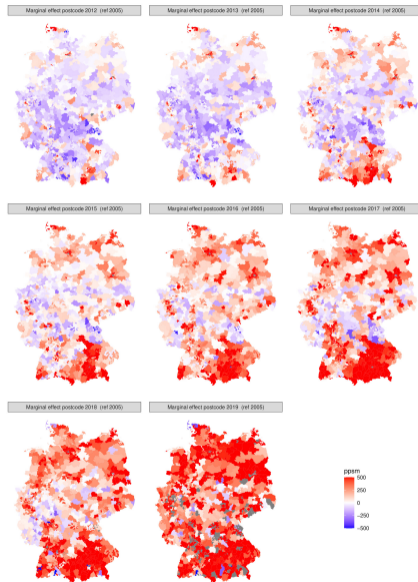 Marginal effect postcode 2012 (ref 2005)
Marginal effect postcode 2013 (ref 2005)
Marginal effect postcode 2014 (ref 2005)
Marginal effect postcode 2015 (ref 2005)
Marginal effect postcode 2016 (ref 2005)
Marginal effect postcode 2017 (ref 2005)
Marginal effect postcode 2018 (ref 2005)
Marginal effect postcode 2019 (ref 2005)
ppsm
500
250
0
−250
−500